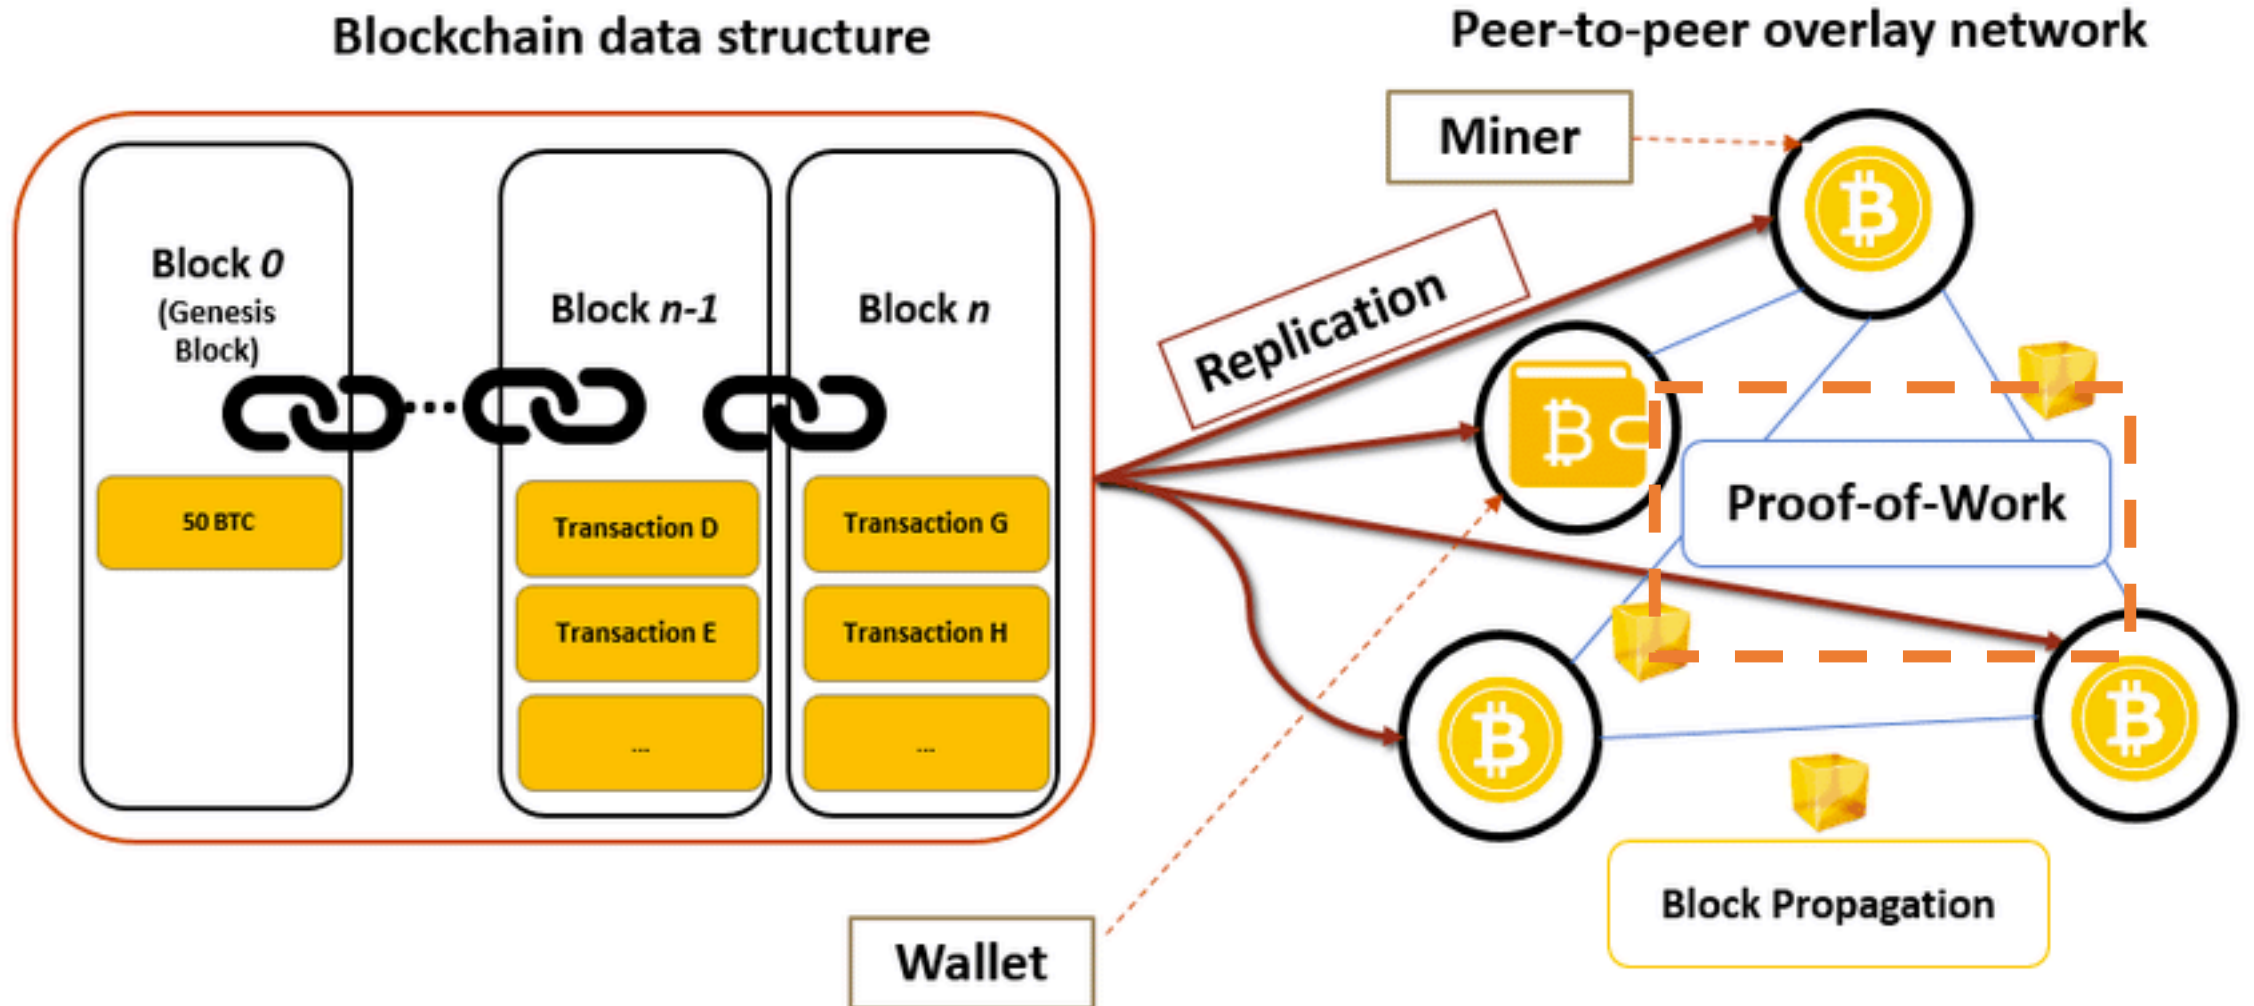 Blockchain data structure
Peer-to-peer overlay network
Block 0
(Genesis
Block)
50 BTC
Block n-1
Transaction D
Transaction E
...
Block n
Transaction G
Transaction H
...
...
Replication
Miner
Proof-of-Work
Block Propagation
Wallet